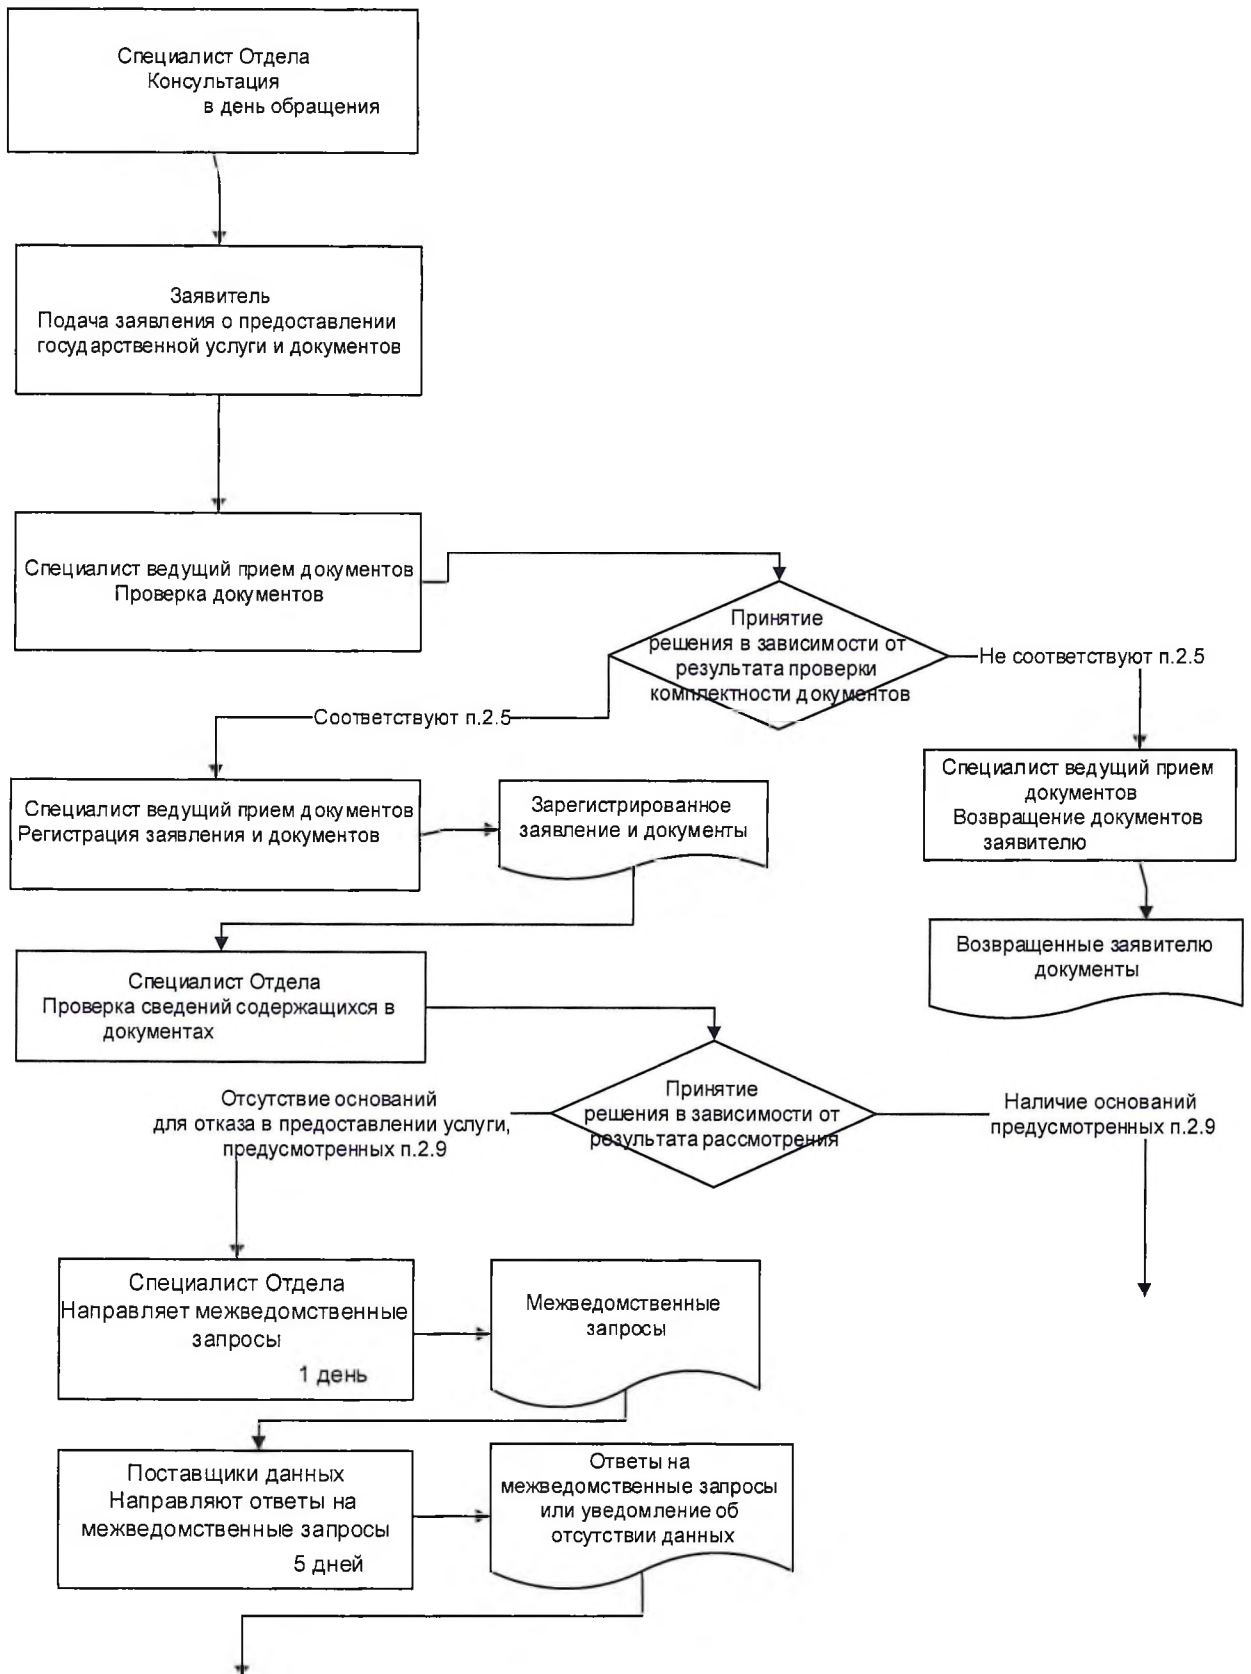 Специалист Отдела
Консультация
в день обращения
Заявитель
Подача заявления о предоставлении
государственной услуги и документов
Специалист ведущий прием документов
Проверка документов
Принятие
решения в зависимости от
результата проверки
комплектности документов
Не соответствуют п.2.5
Соответствуют п.2.5
Специалист ведущий прием
документов
Возвращение документов
заявителю
Специалист ведущий прием документов
Регистрация заявления и документов
Зарегистрированное
заявление и документы
Возвращенные заявителю
документы
Специалист Отдела
Проверка сведений содержащихся в
документах
Принятие
решения в зависимости от
результата рассмотрения
Отсутствие оснований
для отказа в предоставлении услуги,
предусмотренных п.2.9
Наличие оснований
предусмотренных п.2.9
Специалист Отдела
Направляет межведомственные
запросы
1 день
Межведомственные
запросы
Поставщики данных
Направляют ответы на
межведомственные запросы
5 дней
Ответы на
межведомственные запросы
или уведомление об
отсутствии данных